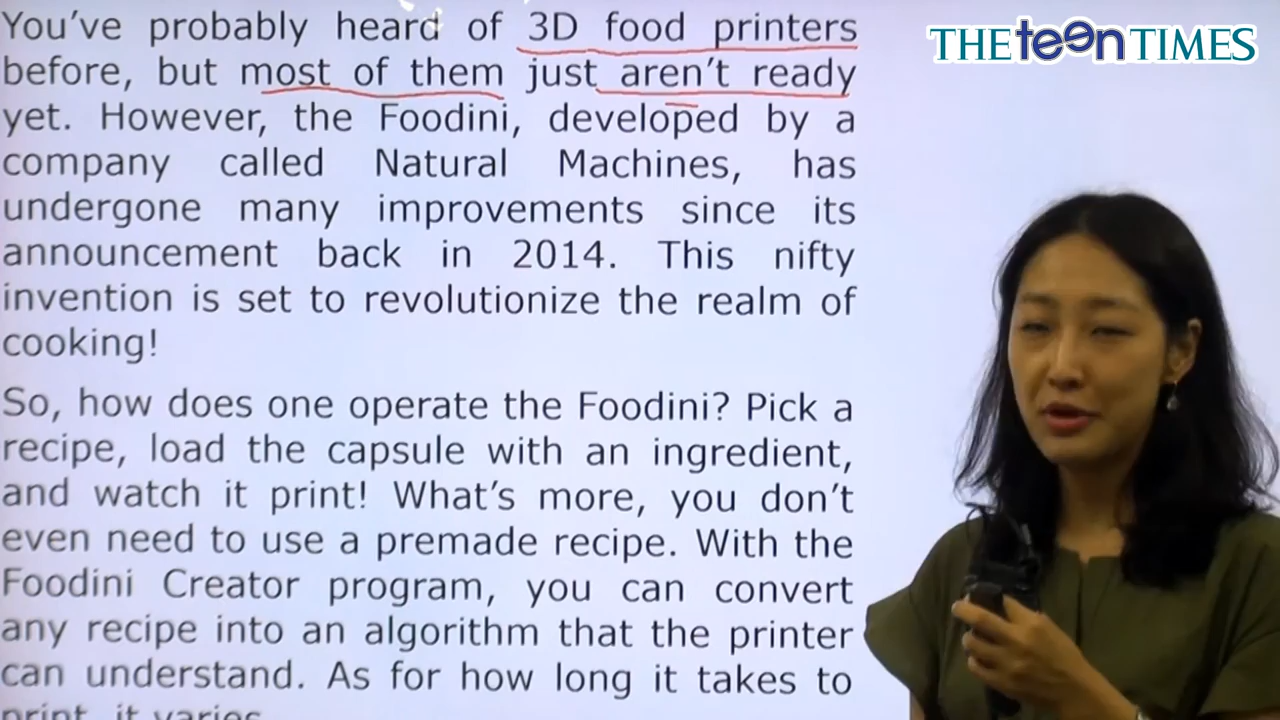 You've probably heard of 3D food printers
before, but most of them just aren't ready
yet. However, the Foodini, developed by a
company called Natural Machines, has
undergone many improvements since its
announcement back in 2014. This nifty
invention is set to revolutionize the realm of
cooking!
So, how does one operate the Foodini? Pick a
recipe, load the capsule with an ingredient,
and watch it print! What's more, you don't
even need to use a premade recipe. With the
Foodini Creator program, you can convert
any recipe into an algorithm that the printer
can understand. As for how long it takes to
print, it varies
THE teen TIMES